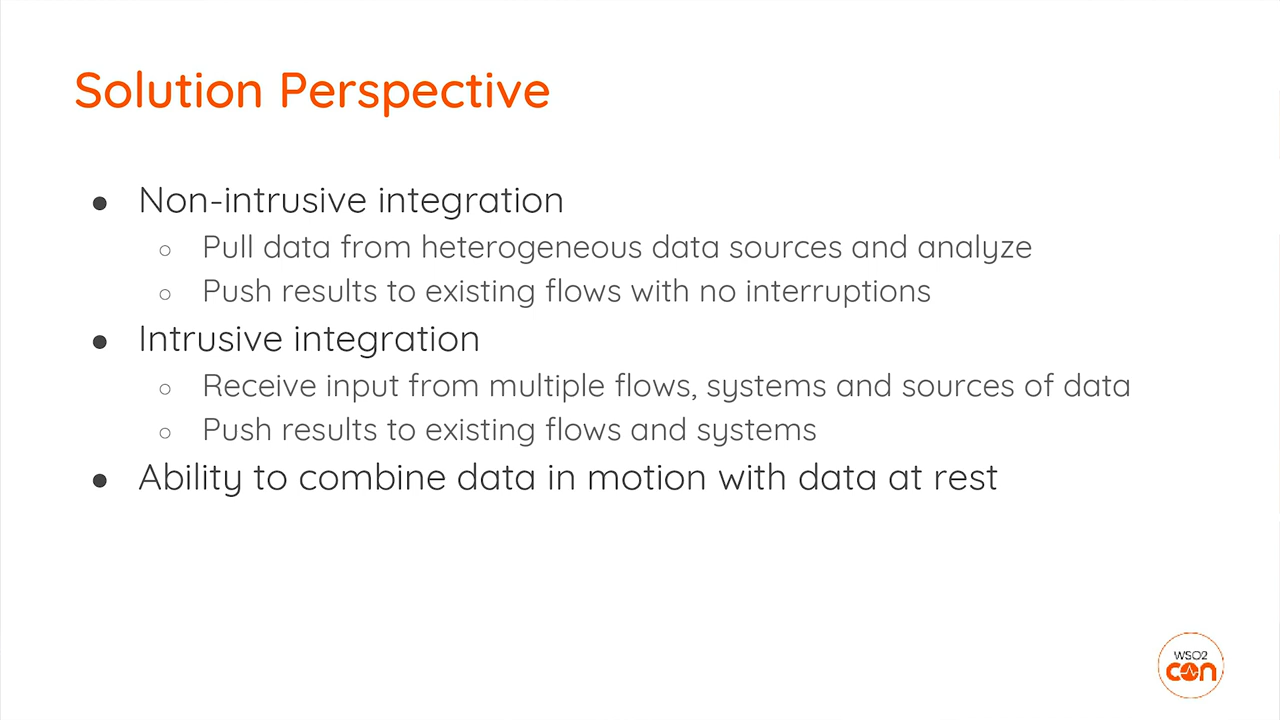 Solution Perspective
● Non-intrusive integration
○ Pull data from heterogeneous data sources and analyze
○ Push results to existing flows with no interruptions
● Intrusive integration
○ Receive input from multiple flows, systems and sources of data
○ Push results to existing flows and systems
● Ability to combine data in motion with data at rest
WSO2
con